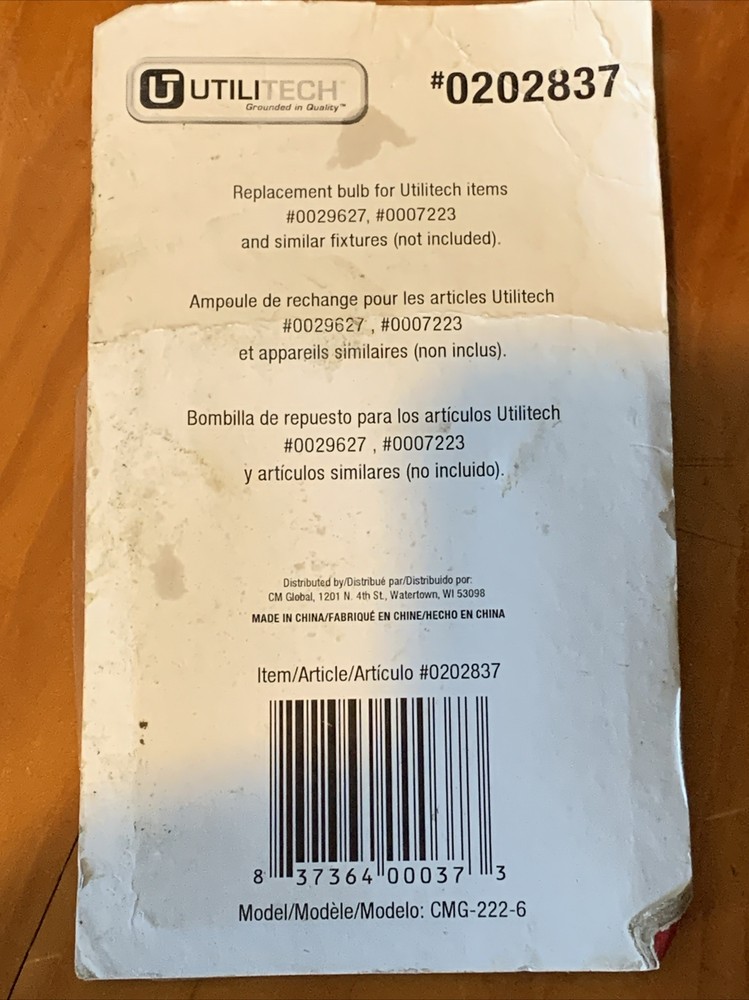 UTILITECH
Grounded in Quality™
#0202837
Replacement bulb for Utilitech items
#0029627, #0007223
and similar fixtures (not included).
Ampoule de rechange pour les articles Utilitech
#0029627 , #0007223
et appareils similaires (non inclus).
Bombilla de repuesto para los artículos Utilitech
#0029627 , #0007223
y artículos similares (no incluido).
Distributed by/Distribué par/Distribuido por:
CM Global, 1201 N. 4th St., Watertown, WI 53098
MADE IN CHINA/FABRIQUÉ EN CHINE/HECHO EN CHINA
Item/Article/Artículo #0202837
8 37364 00037 3
Model/Modèle/Modelo: CMG-222-6